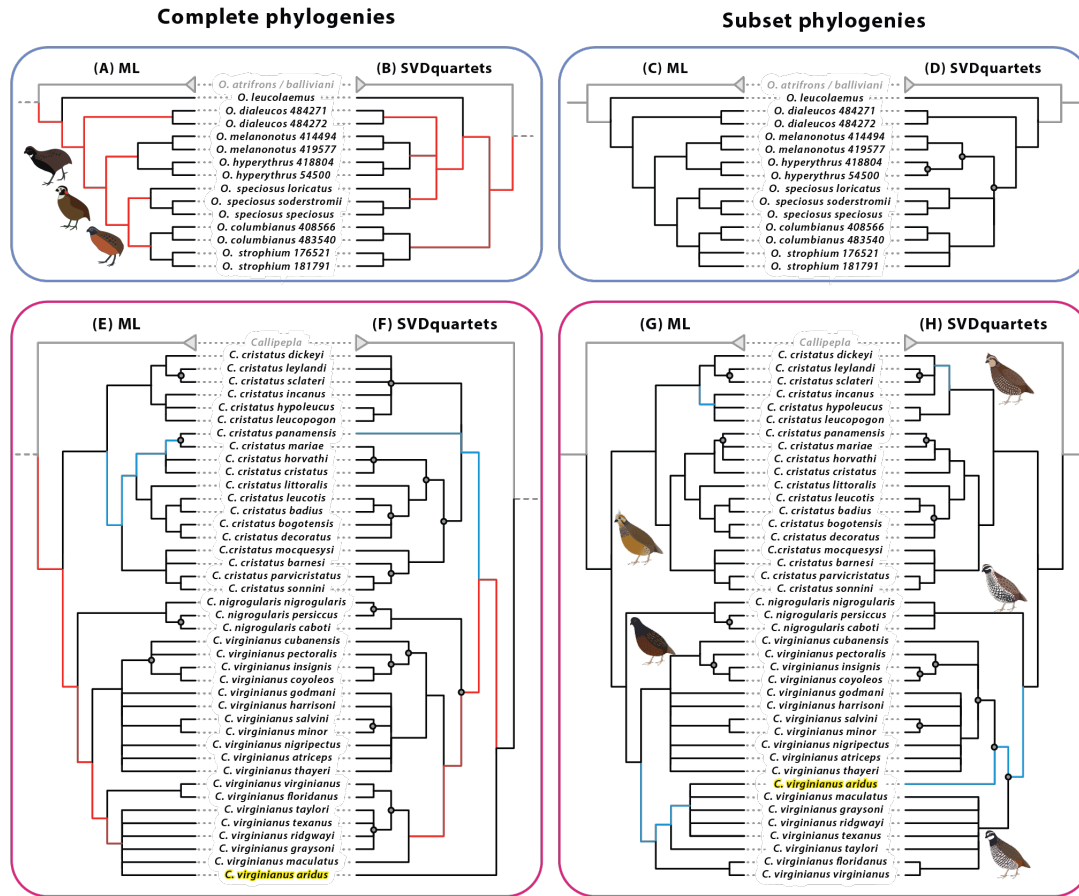 Complete phylogenies
Subset phylogenies
(A) ML
(B) SVDquartets
O. atrifrons / balliviani
O. leucolaemus
O. dialeucos 484271
O. dialeucos 484272
O. melanonotus 414494
O. melanonotus 419577
O. hyperythrus 418804
O. hyperythrus 54500
O. speciosus loricatus
O. speciosus soderstromii
O. speciosus speciosus
O. columbianus 408566
O. columbianus 483540
O. strophium 176521
O. strophium 181791
(C) ML
(D) SVDquartets
O. atrifrons / balliviani
O. leucolaemus
O. dialeucos 484271
O. dialeucos 484272
O. melanonotus 414494
O. melanonotus 419577
O. hyperythrus 418804
O. hyperythrus 54500
O. speciosus loricatus
O. speciosus soderstromii
O. speciosus speciosus
O. columbianus 408566
O. columbianus 483540
O. strophium 176521
O. strophium 181791
(E) ML
(F) SVDquartets
Callipepla
C. cristatus dickeyi
C. cristatus leylandi
C. cristatus sclateri
C. cristatus incanus
C. cristatus hypoleucus
C. cristatus leucopogon
C. cristatus panamensis
C. cristatus mariae
C. cristatus horvathi
C. cristatus cristatus
C. cristatus littoralis
C. cristatus leucotis
C. cristatus badius
C. cristatus bogotensis
C. cristatus decoratus
C.cristatus mocquesysi
C. cristatus barnesi
C. cristatus parvicristatus
C. cristatus sonnini
C. nigrogularis nigrogularis
C. nigrogularis persiccus
C. nigrogularis caboti
C. virginianus cubanensis
C. virginianus pectoralis
C. virginianus insignis
C. virginianus coyoleos
C. virginianus godmani
C. virginianus harrisoni
C. virginianus salvini
C. virginianus minor
C. virginianus nigripectus
C. virginianus atriceps
C. virginianus thayeri
C. virginianus virginianus
C. virginianus floridanus
C. virginianus taylori
C. virginianus texanus
C. virginianus ridgwayi
C. virginianus graysoni
C. virginianus maculatus
C. virginianus aridus
(G) ML
(H) SVDquartets
Callipepla
C. cristatus dickeyi
C. cristatus leylandi
C. cristatus sclateri
C. cristatus incanus
C. cristatus hypoleucus
C. cristatus leucopogon
C. cristatus panamensis
C. cristatus mariae
C. cristatus horvathi
C. cristatus cristatus
C. cristatus littoralis
C. cristatus leucotis
C. cristatus badius
C. cristatus bogotensis
C. cristatus decoratus
C.cristatus mocquesysi
C. cristatus barnesi
C. cristatus parvicristatus
C. cristatus sonnini
C. nigrogularis nigrogularis
C. nigrogularis persiccus
C. nigrogularis caboti
C. virginianus cubanensis
C. virginianus pectoralis
C. virginianus insignis
C. virginianus coyoleos
C. virginianus godmani
C. virginianus harrisoni
C. virginianus salvini
C. virginianus minor
C. virginianus nigripectus
C. virginianus atriceps
C. virginianus thayeri
C. virginianus aridus
C. virginianus maculatus
C. virginianus graysoni
C. virginianus ridgwayi
C. virginianus texanus
C. virginianus taylori
C. virginianus floridanus
C. virginianus virginianus